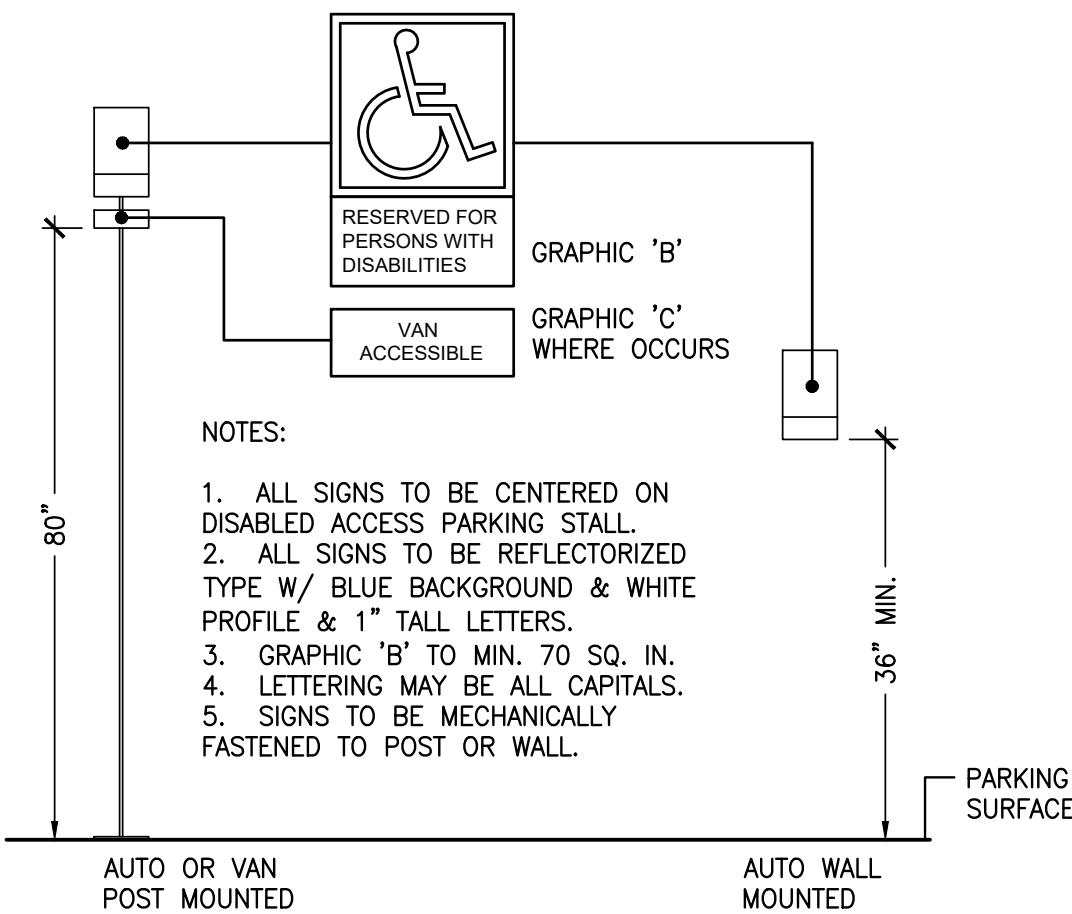 RESERVED FOR
PERSONS WITH
DISABILITIES
GRAPHIC 'B'
VAN
ACCESSIBLE
GRAPHIC 'C'
WHERE OCCURS
NOTES:
1. ALL SIGNS TO BE CENTERED ON
DISABLED ACCESS PARKING STALL.
2. ALL SIGNS TO BE REFLECTORIZED
TYPE W/ BLUE BACKGROUND & WHITE
PROFILE & 1" TALL LETTERS.
3. GRAPHIC 'B' TO MIN. 70 SQ. IN.
4. LETTERING MAY BE ALL CAPITALS.
5. SIGNS TO BE MECHANICALLY
FASTENED TO POST OR WALL.
80"
36" MIN.
PARKING
SURFACE
AUTO OR VAN
POST MOUNTED
AUTO WALL
MOUNTED